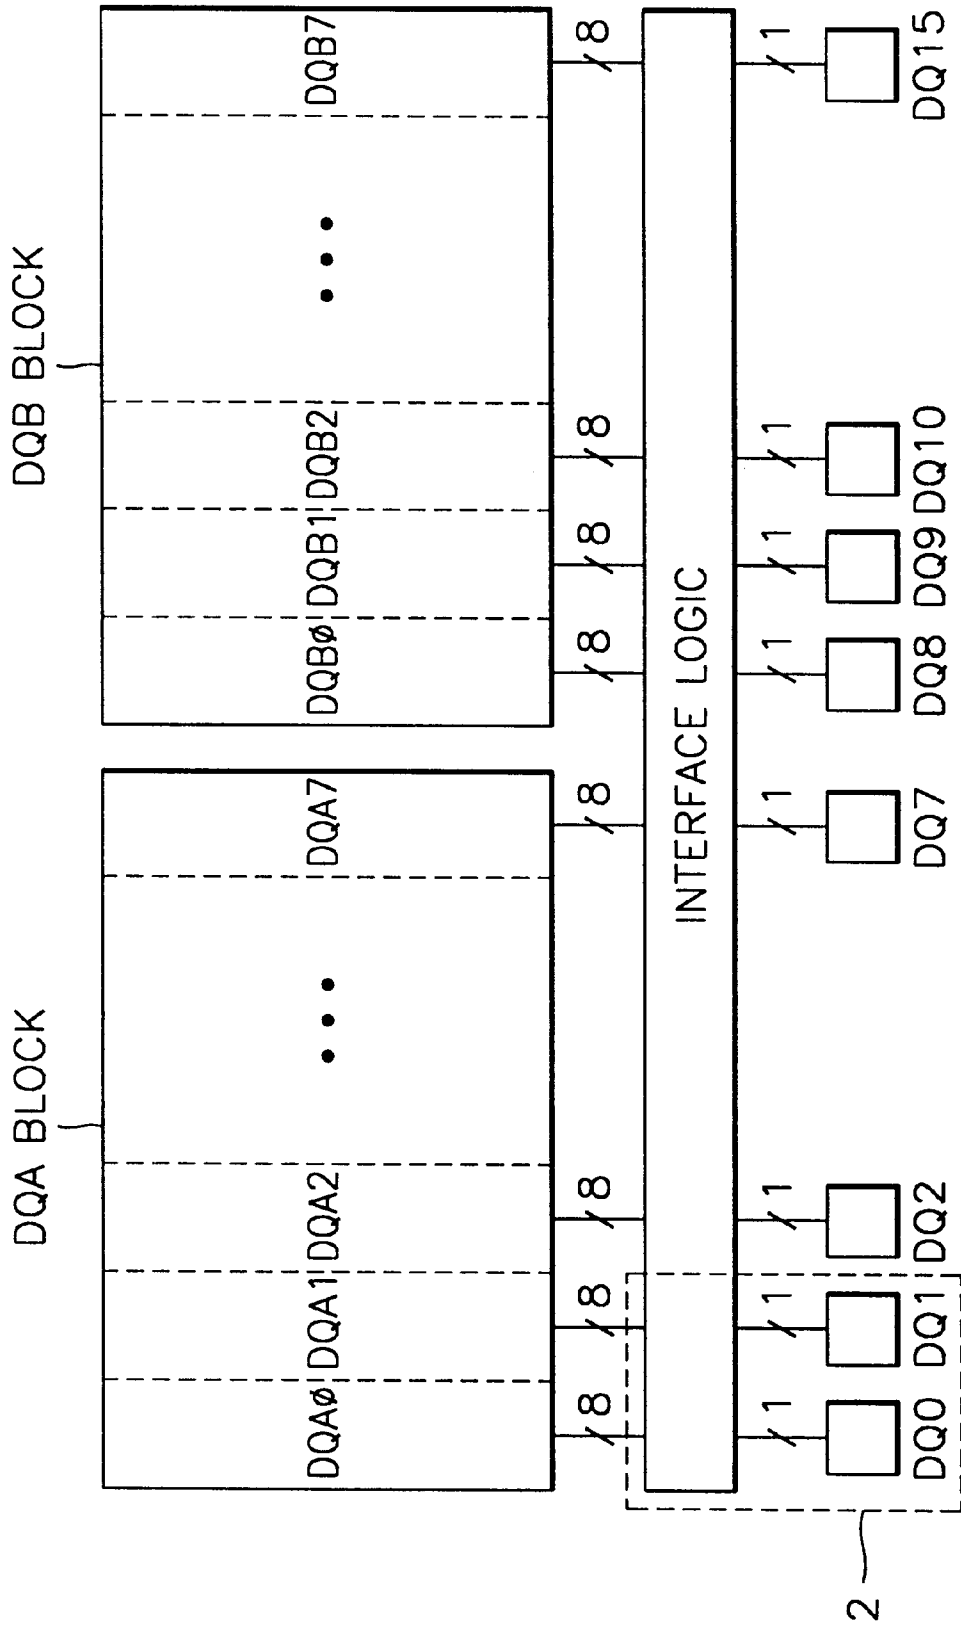 DQA BLOCK
DQB BLOCK
DQAØ DQA1 DQA2 ••• DQA7
DQBØ DQB1 DQB2 ••• DQB7
8 8 8 8 8 8 8 8
INTERFACE LOGIC
1 1 1 1 1 1 1 1
DQ0 DQ1 DQ2 DQ7 DQ8 DQ9 DQ10 DQ15
2